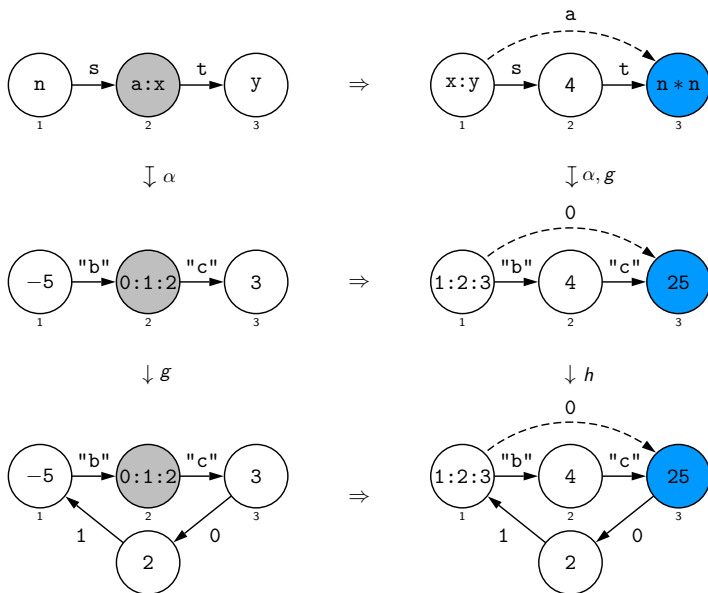 a
s t s t
n a:x y ⇒ x:y 4 n ∗ n
1 2 3 1 2 3
↧ α ↧ α, g
0
"b" "c" "b" "c"
−5 0:1:2 3 ⇒ 1:2:3 4 25
1 2 3 1 2 3
↓ g ↓ h
0
"b" "c" "b" "c"
−5 0:1:2 3 ⇒ 1:2:3 4 25
1 2 3 1 2 3
1 0 1 0
2 2